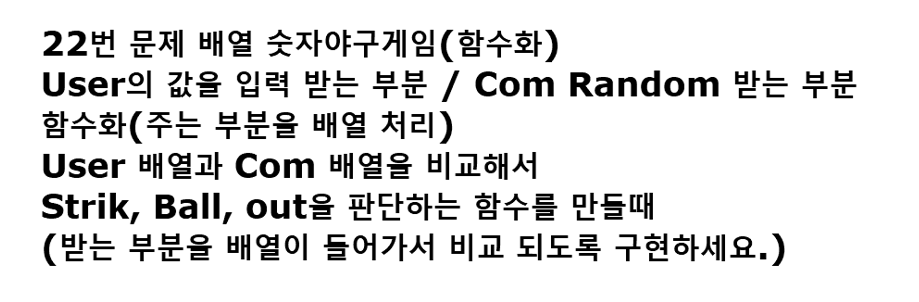 22번 문제 배열 숫자야구게임(함수화)
User의 값을 입력 받는 부분 / Com Random 받는 부분
함수화(주는 부분을 배열 처리)
User 배열과 Com 배열을 비교해서
Strik, Ball, out을 판단하는 함수를 만들때
(받는 부분을 배열이 들어가서 비교 되도록 구현하세요.)